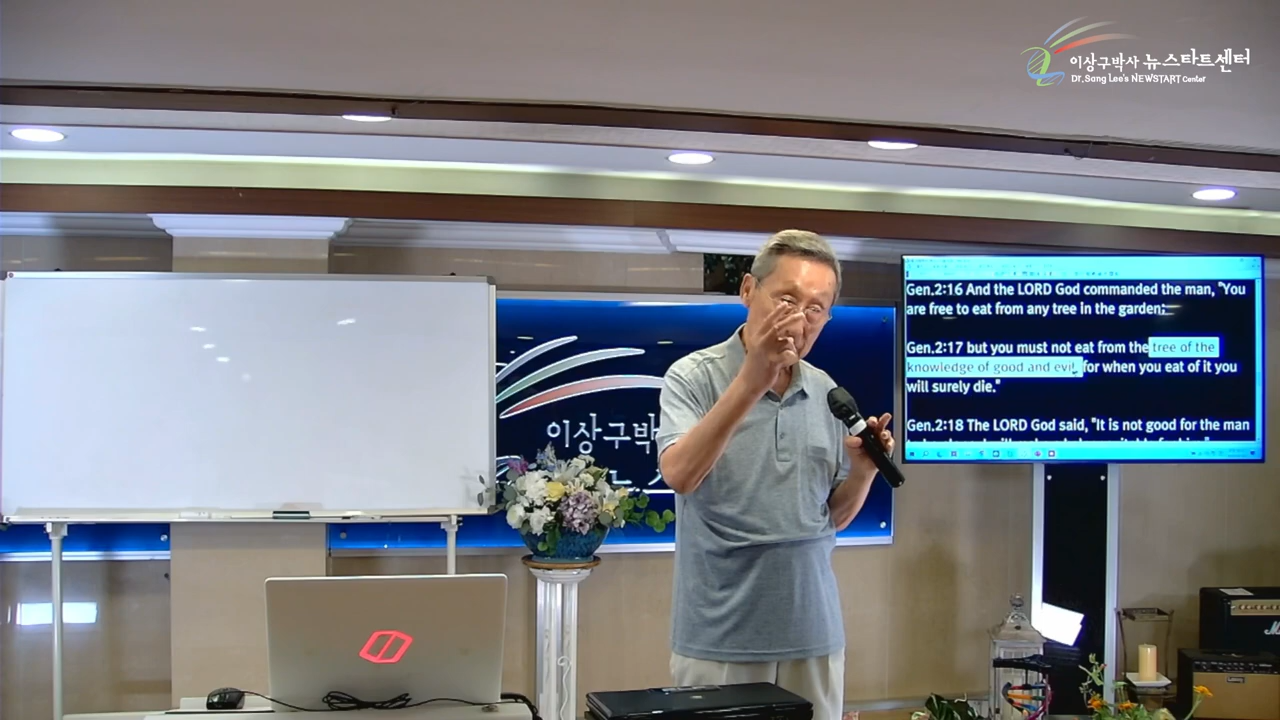 이상구박사 뉴스타트센터
Dr. Sang Lee's NEWSTART Center
Gen.2:16 And the LORD God commanded the man, "You
are free to eat from any tree in the garden;
Gen.2:17 but you must not eat from the tree of the
knowledge of good and evil, for when you eat of it you
will surely die."
Gen.2:18 The LORD God said, "It is not good for the man
이상구박